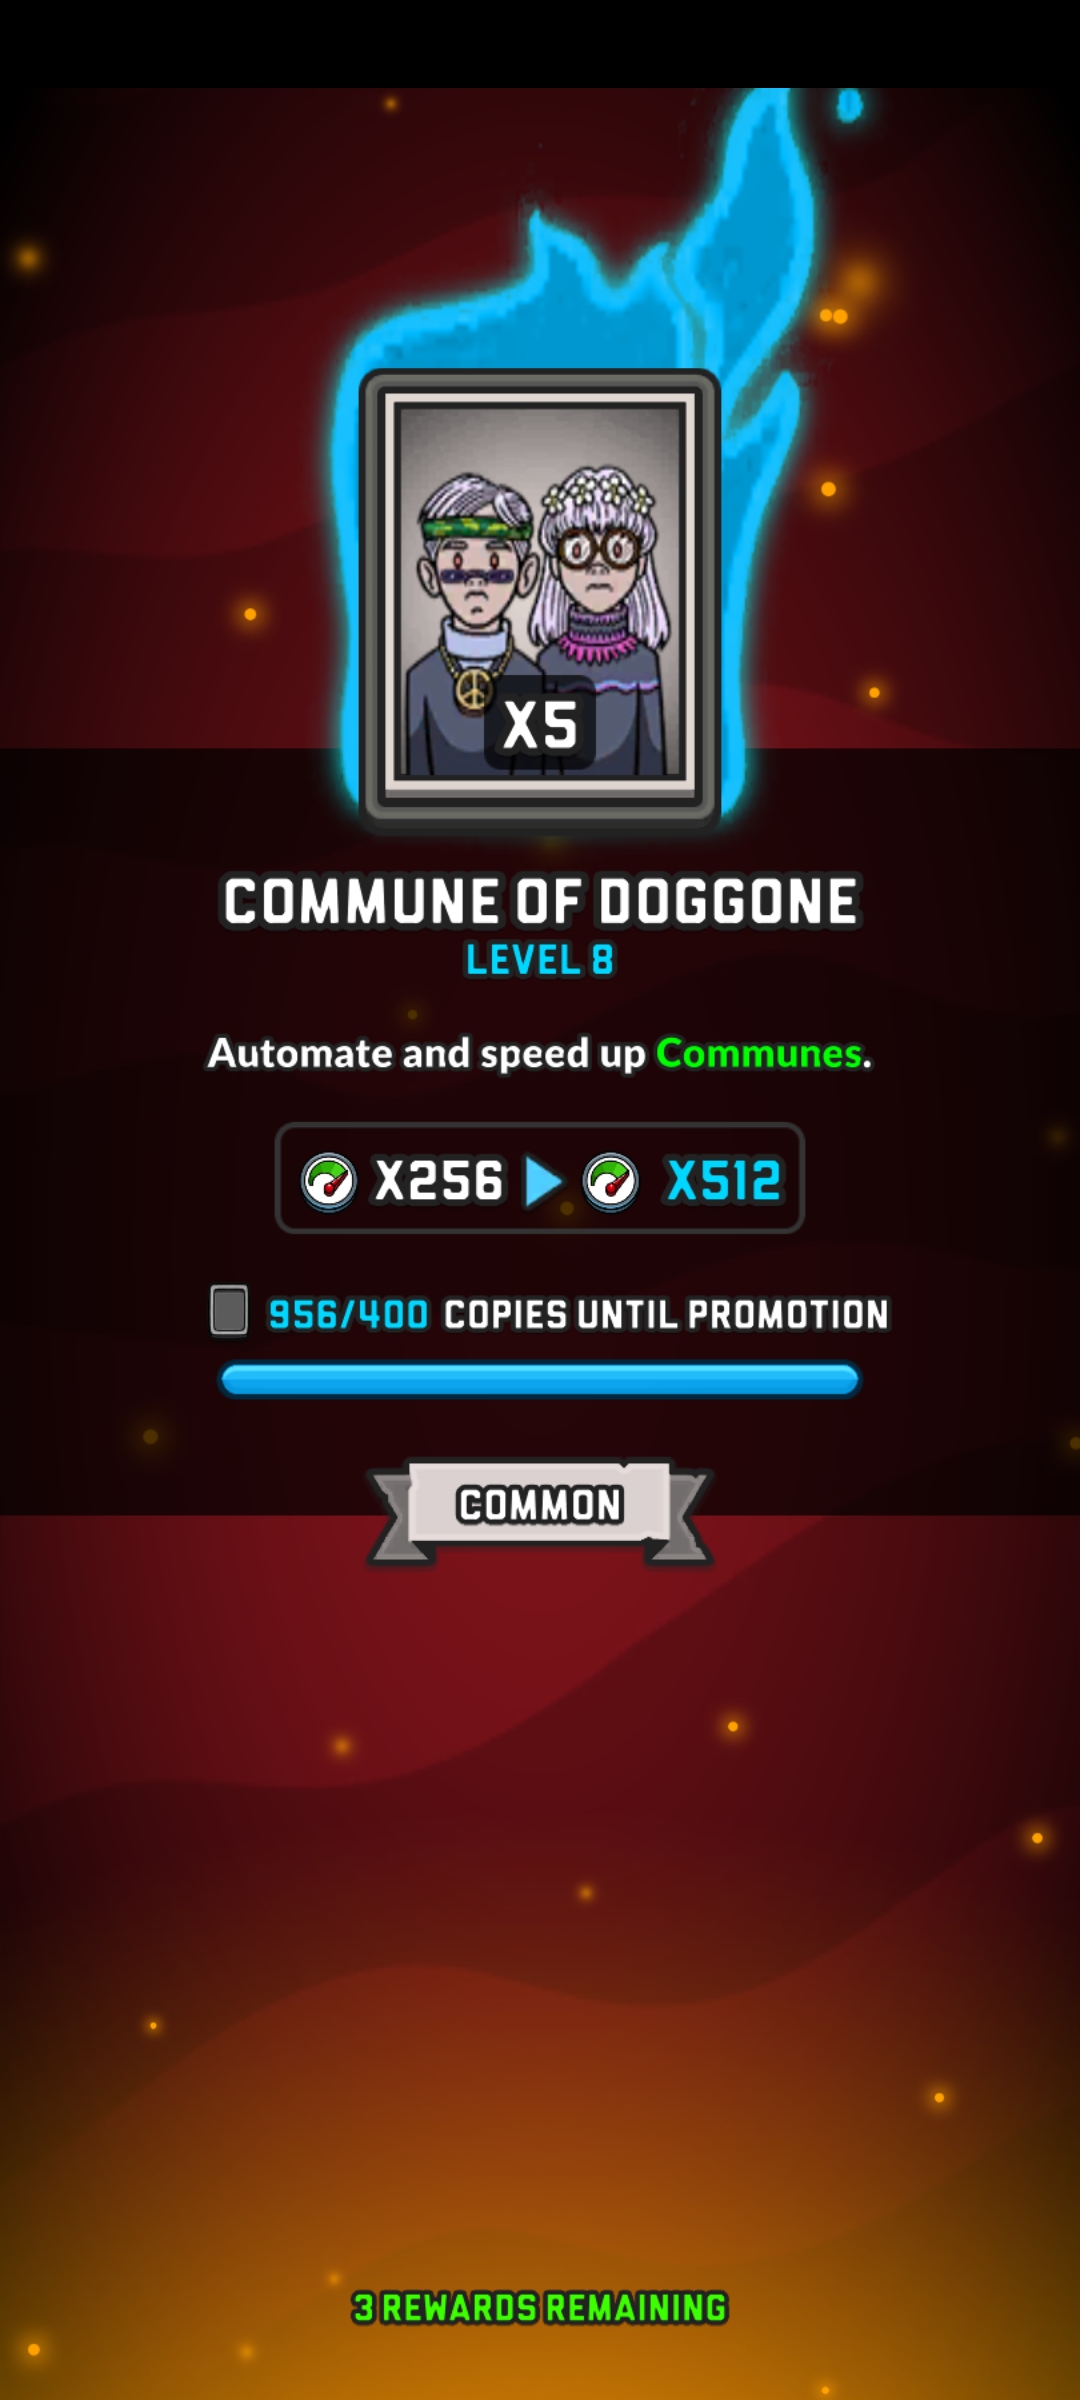 X5
COMMUNE OF DOGGONE
LEVEL 8
Automate and speed up Communes.
X256 X512
956/400 COPIES UNTIL PROMOTION
COMMON
3 REWARDS REMAINING